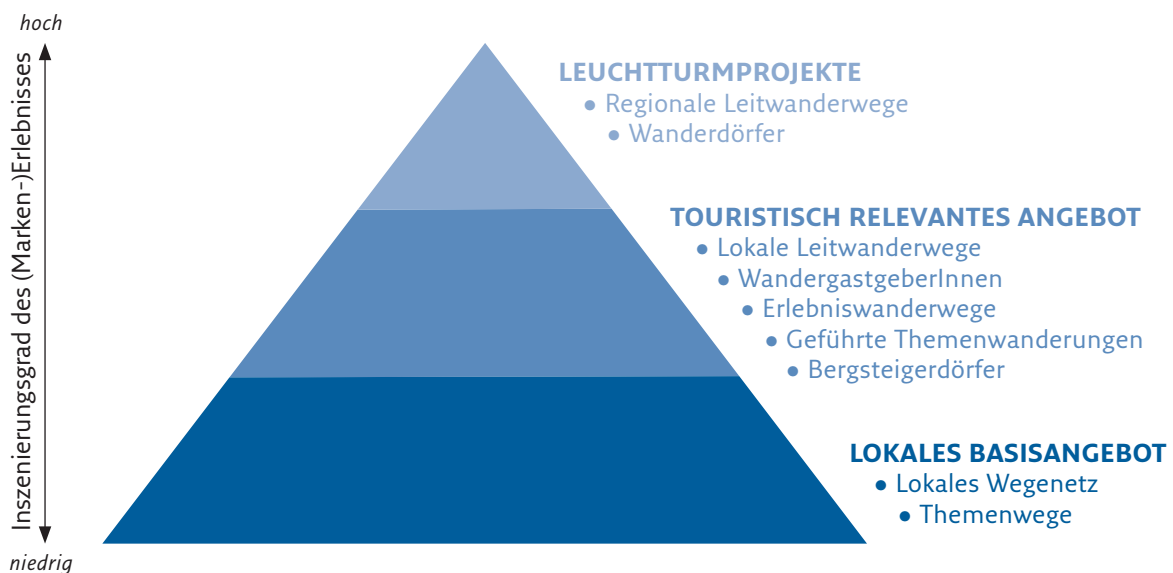 hoch
Inszenierungsgrad des (Marken-)Erlebnisses
niedrig
LEUCHTTURMPROJEKTE
• Regionale Leitwanderwege
• Wanderdörfer
TOURISTISCH RELEVANTES ANGEBOT
• Lokale Leitwanderwege
• WandergastgeberInnen
• Erlebniswanderwege
• Geführte Themenwanderungen
• Bergsteigerdörfer
LOKALES BASISANGEBOT
• Lokales Wegenetz
• Themenwege